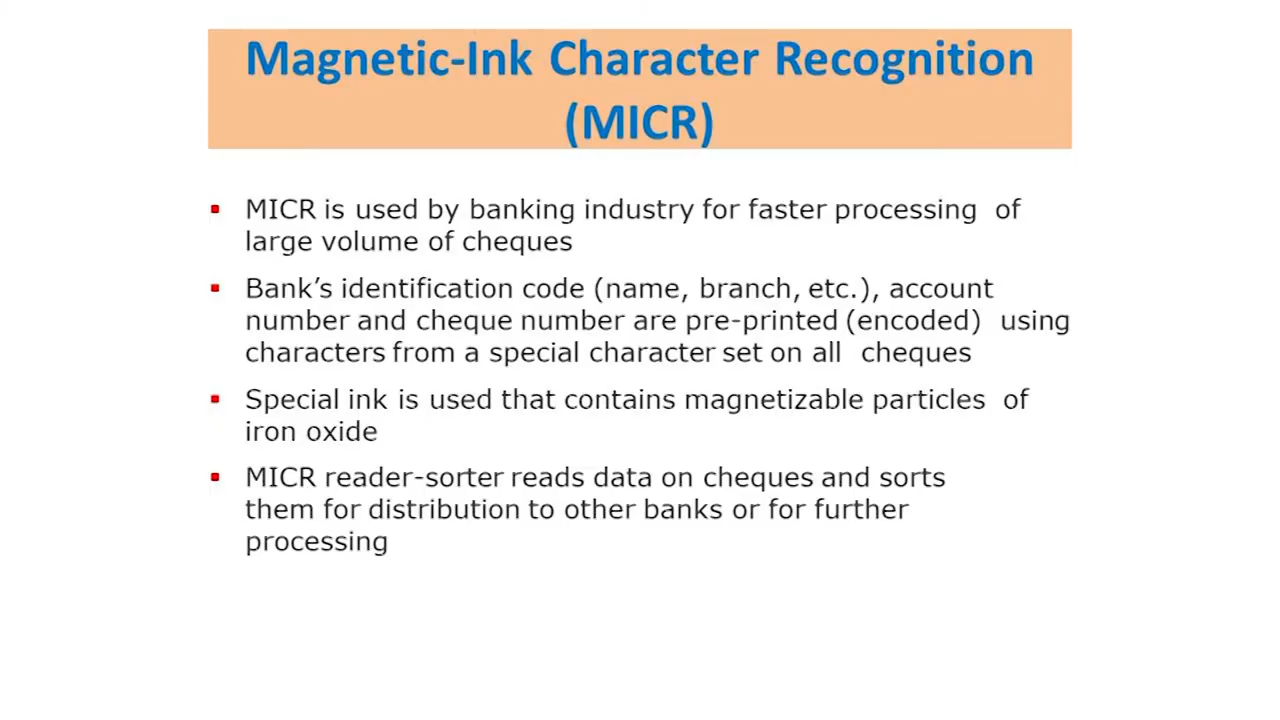 Magnetic-Ink Character Recognition
(MICR)
▪ MICR is used by banking industry for faster processing of
large volume of cheques
▪ Bank's identification code (name, branch, etc.), account
number and cheque number are pre-printed (encoded) using
characters from a special character set on all cheques
▪ Special ink is used that contains magnetizable particles of
iron oxide
▪ MICR reader-sorter reads data on cheques and sorts
them for distribution to other banks or for further
processing